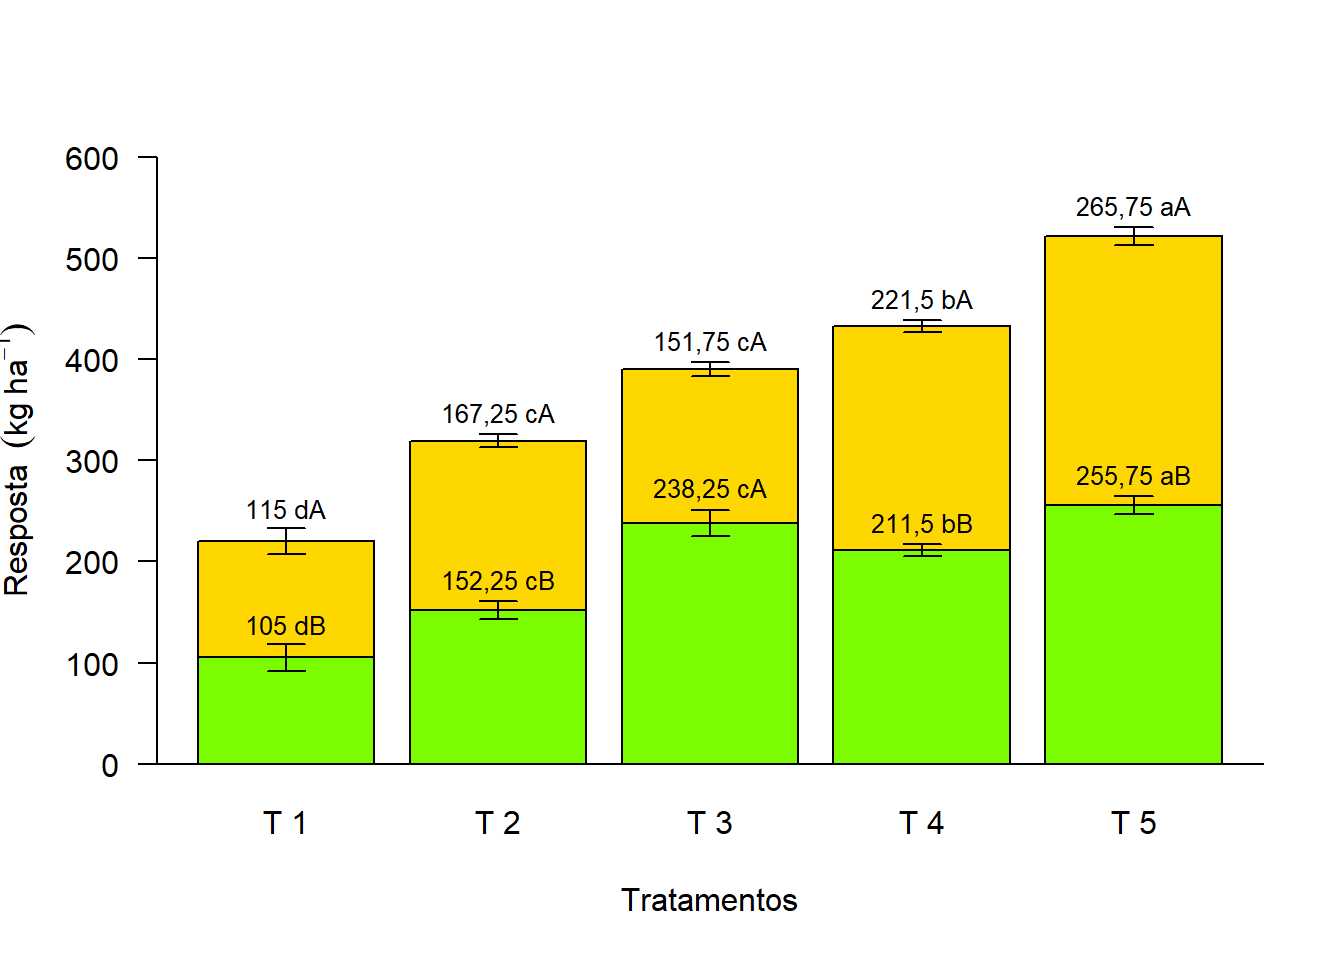 600
500
400
300
200
100
0
Resposta (kg ha⁻¹)
115 dA
105 dB
167,25 cA
152,25 cB
151,75 cA
238,25 cA
221,5 bA
211,5 bB
265,75 aA
255,75 aB
T 1 T 2 T 3 T 4 T 5
Tratamentos